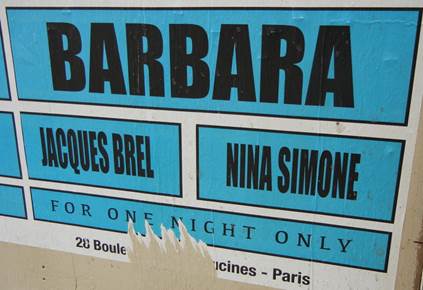 BARBARA
JACQUES BREL NINA SIMONE
FOR ONE NIGHT ONLY
28 Boule ucines - Paris